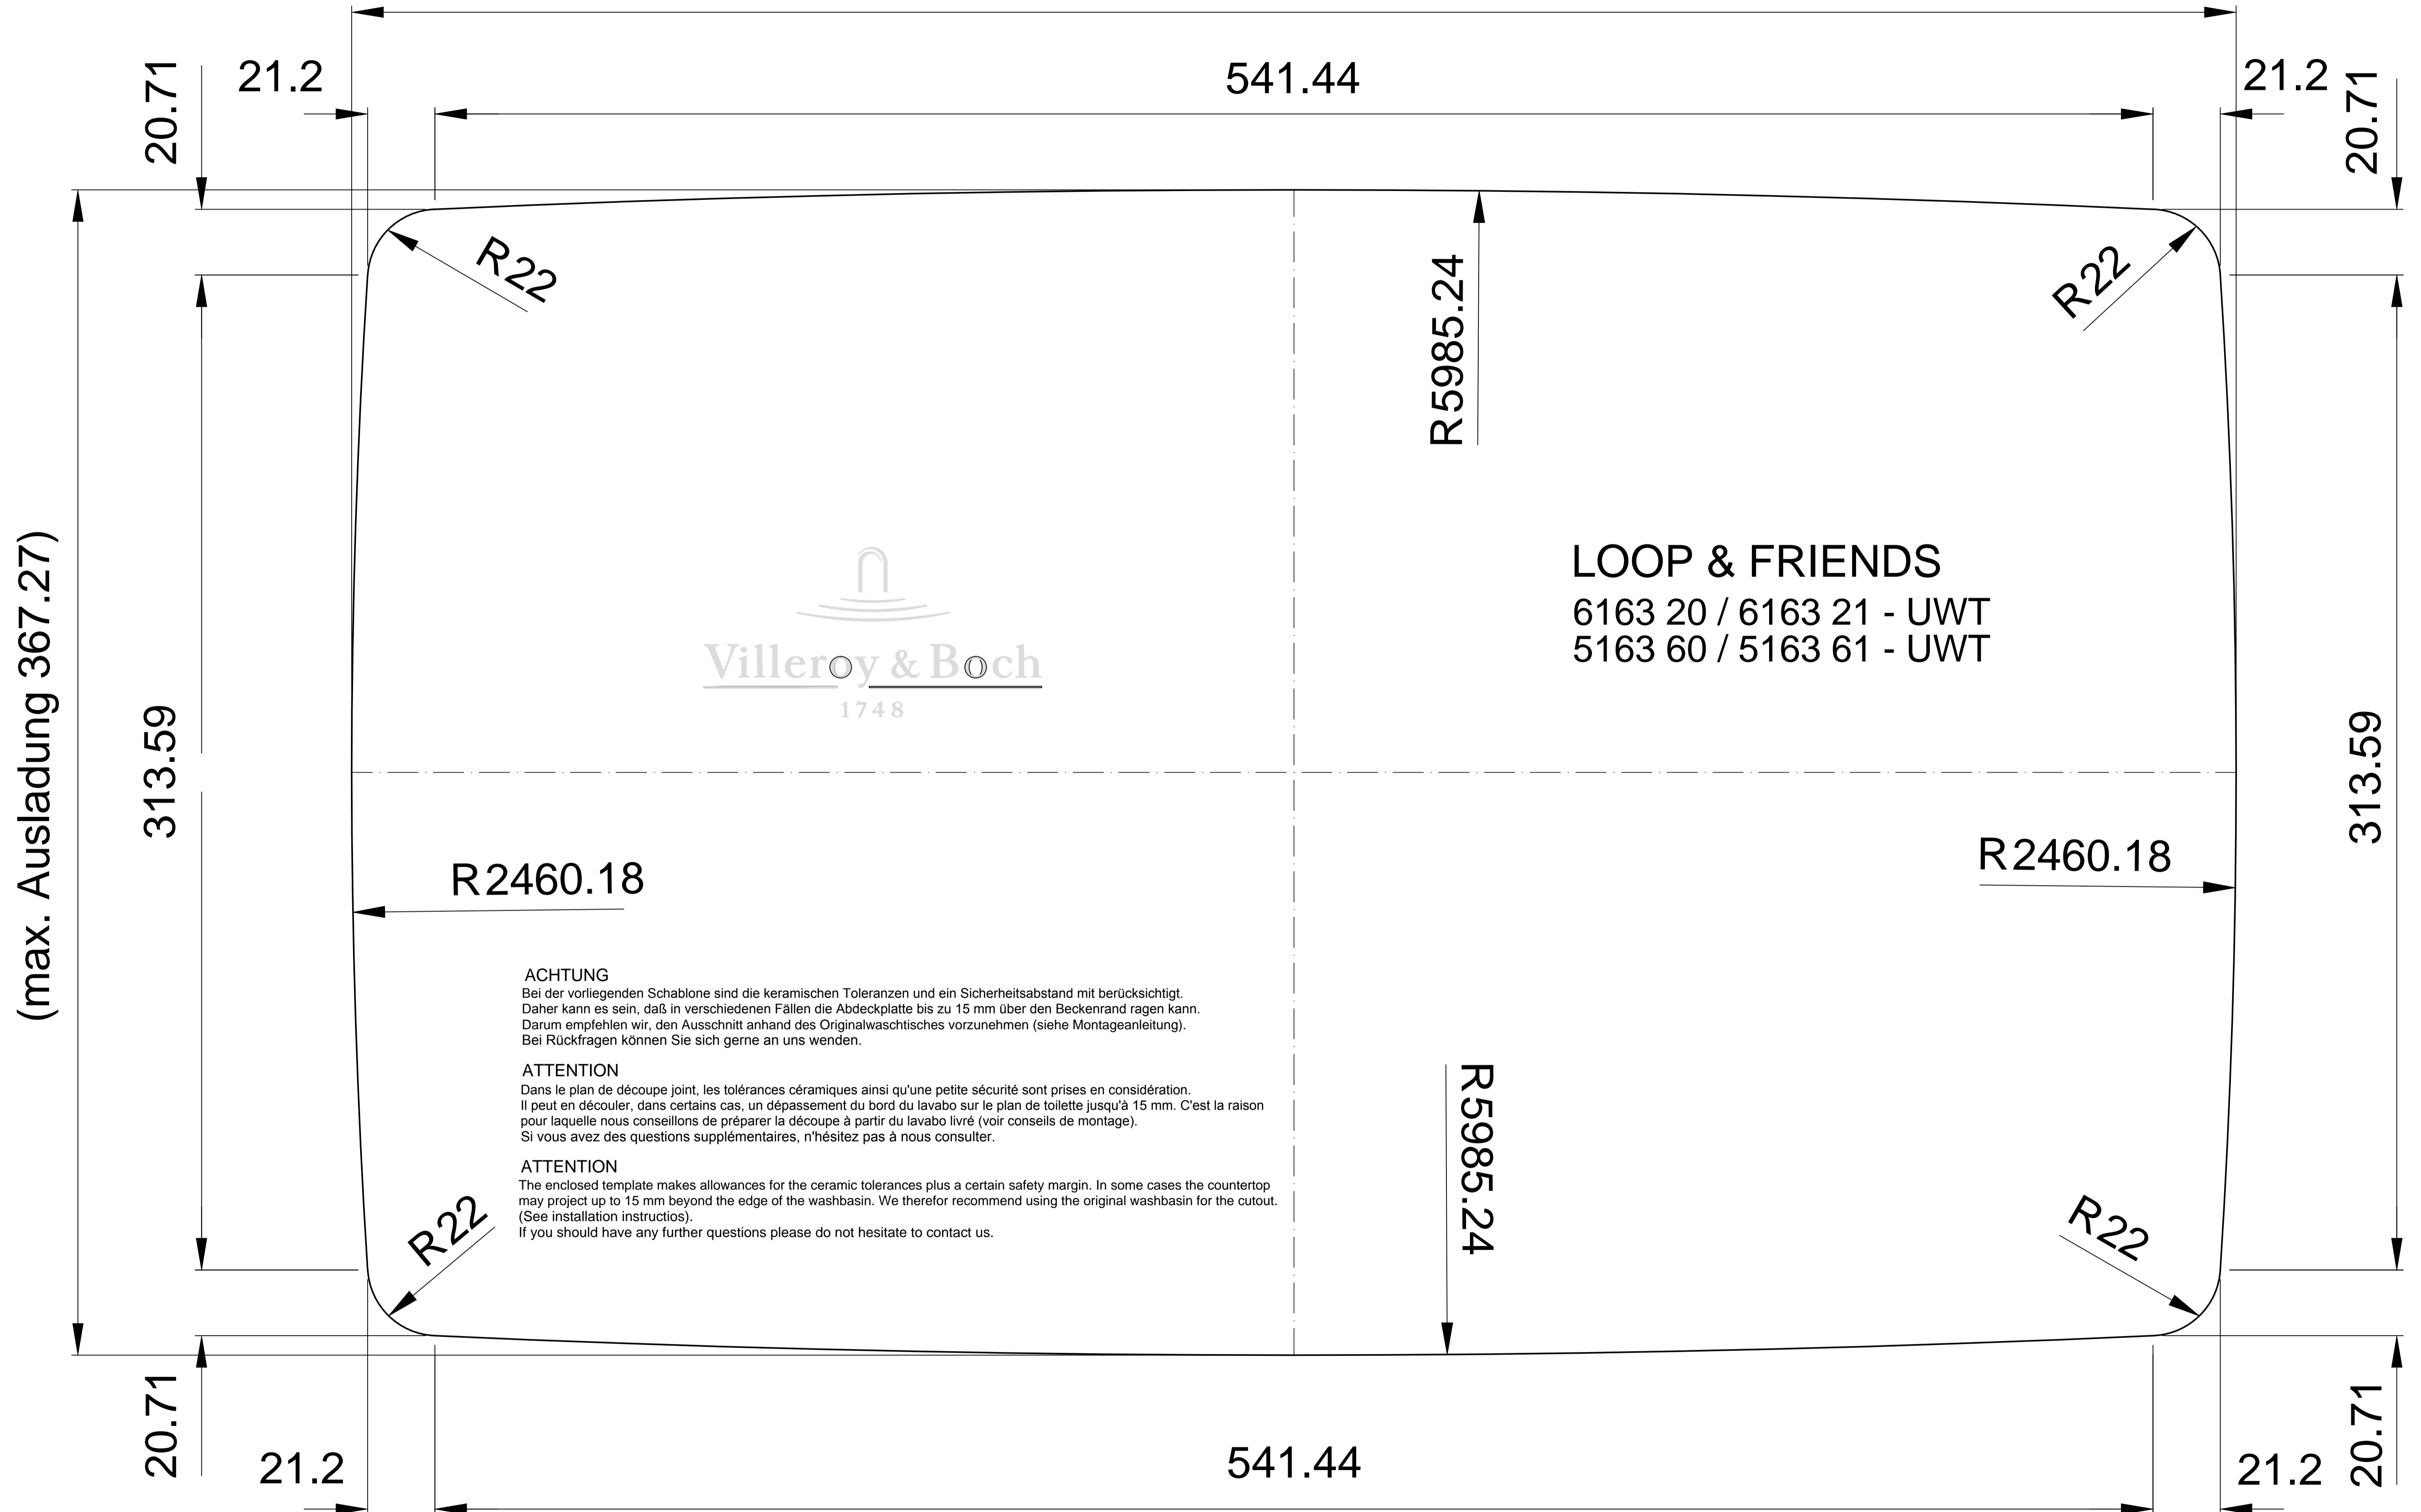 541.44
21.2
21.2
20.71
20.71
R22
R22
R5985.24
(max. Ausladung 367.27)
313.59
313.59
LOOP & FRIENDS
6163 20 / 6163 21 - UWT
5163 60 / 5163 61 - UWT
Villeroy & Boch
1748
R2460.18
R2460.18
ACHTUNG
Bei der vorliegenden Schablone sind die keramischen Toleranzen und ein Sicherheitsabstand mit berücksichtigt.
Daher kann es sein, daß in verschiedenen Fällen die Abdeckplatte bis zu 15 mm über den Beckenrand ragen kann.
Darum empfehlen wir, den Ausschnitt anhand des Originalwaschtisches vorzunehmen (siehe Montageanleitung).
Bei Rückfragen können Sie sich gerne an uns wenden.
ATTENTION
Dans le plan de découpe joint, les tolérances céramiques ainsi qu'une petite sécurité sont prises en considération.
Il peut en découler, dans certains cas, un dépassement du bord du lavabo sur le plan de toilette jusqu'à 15 mm. C'est la raison
pour laquelle nous conseillons de préparer la découpe à partir du lavabo livré (voir conseils de montage).
Si vous avez des questions supplémentaires, n'hésitez pas à nous consulter.
ATTENTION
The enclosed template makes allowances for the ceramic tolerances plus a certain safety margin. In some cases the countertop
may project up to 15 mm beyond the edge of the washbasin. We therefor recommend using the original washbasin for the cutout.
(See installation instructios).
If you should have any further questions please do not hesitate to contact us.
R5985.24
R22
R22
20.71
20.71
21.2
541.44
21.2